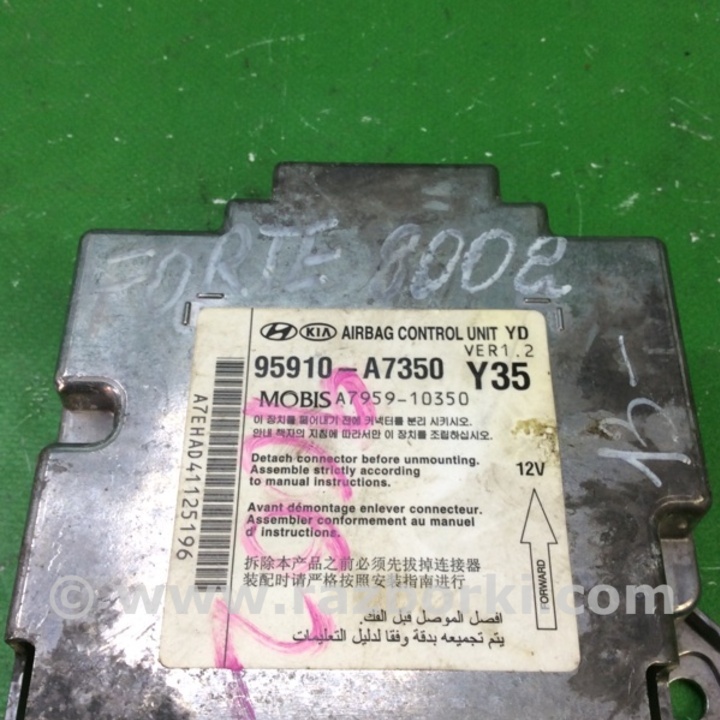 FORTE 2008
13-
KIA AIRBAG CONTROL UNIT YD
VER1.2
95910-A7350 Y35
MOBIS A7959-10350
이 장치를 떼어내기 전에 커넥터를 분리 시키시오.
안내 책자의 지침에 따라서만 이 장치를 조립하십시오.
Detach connector before unmounting.
Assemble strictly according
to manual instructions.
12V
Avant démontage enlever connecteur.
Assembler conformement au manuel
d' instructions.
FORWARD
拆除本产品之前必须先拔掉连接器
装配时请严格按照安装指南进行
افصل الموصل قبل الفك.
يتم تجميعه بدقة وفقا لدليل التعليمات
A7EHAD41125196
© www.razborki.com